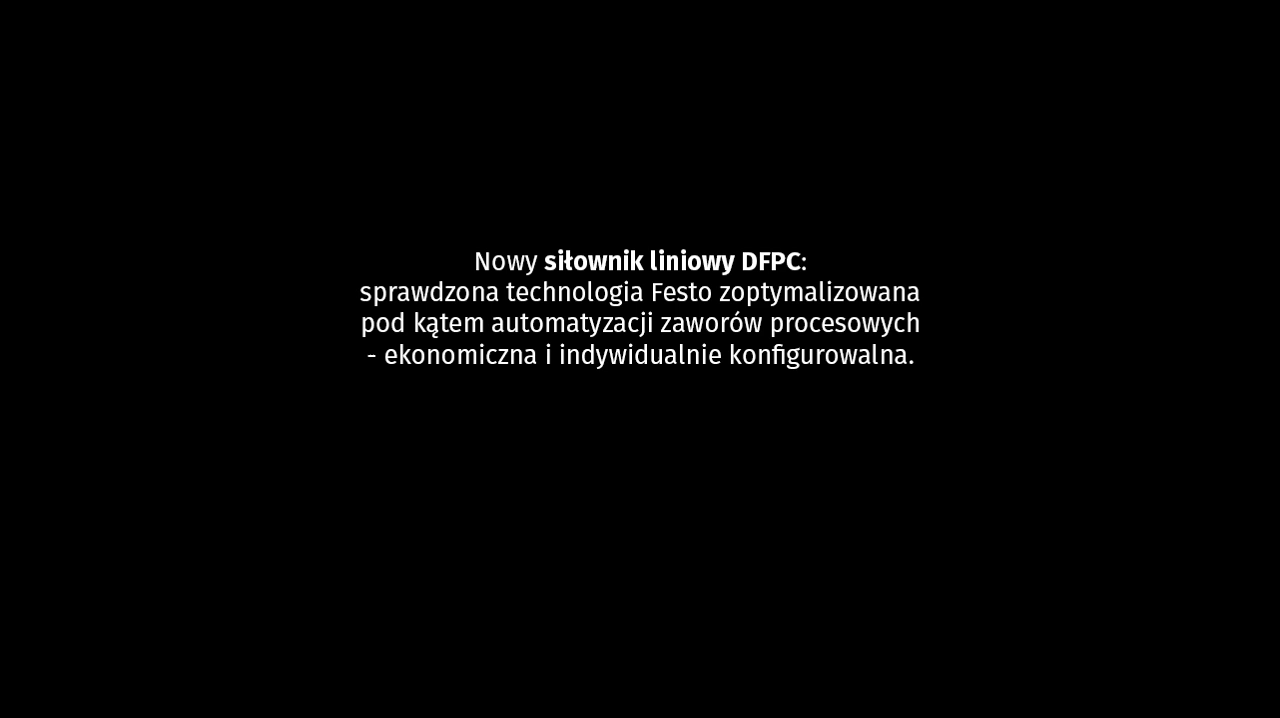 Nowy siłownik liniowy DFPC:
sprawdzona technologia Festo zoptymalizowana
pod kątem automatyzacji zaworów procesowych
- ekonomiczna i indywidualnie konfigurowalna.